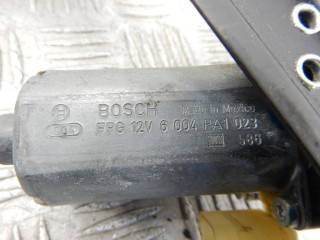 BOSCH Made in Mexico
FPG 12V 6 004 RA1 023
586